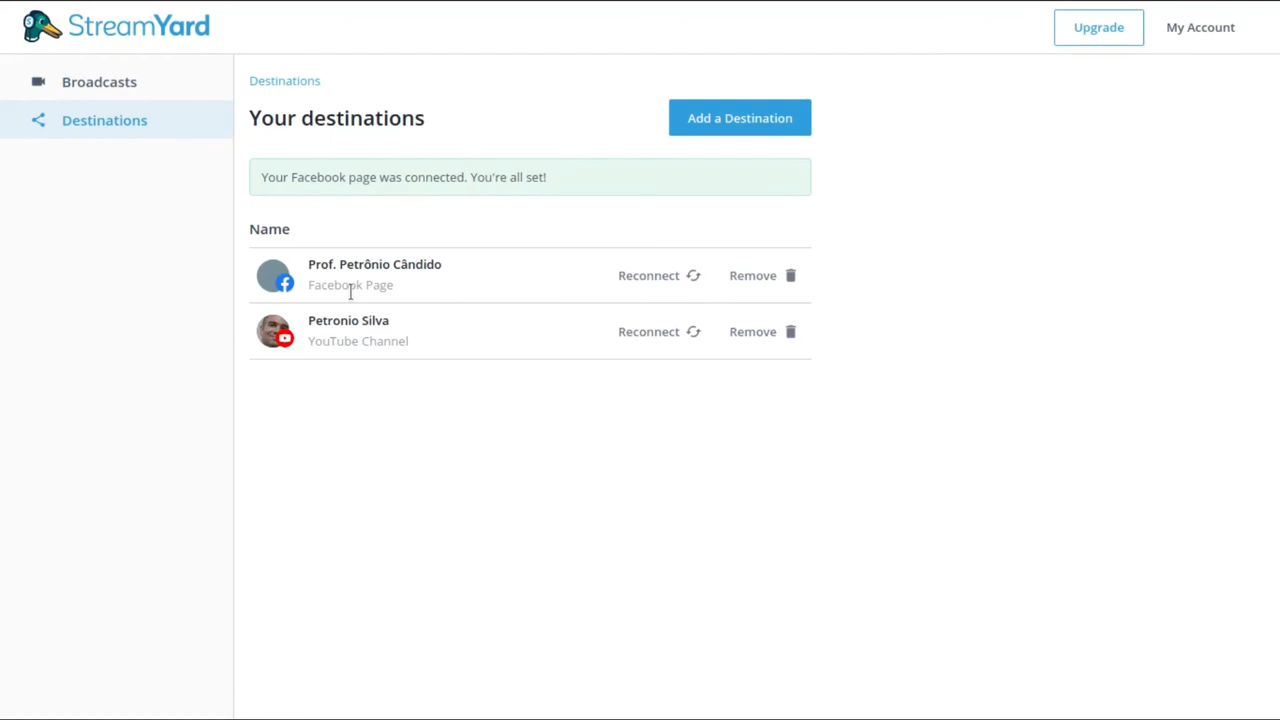 StreamYard
Upgrade
My Account
Broadcasts
Destinations
Destinations
Your destinations
Add a Destination
Your Facebook page was connected. You're all set!
Name
Prof. Petrônio Cândido
Facebook Page
Reconnect
Remove
Petronio Silva
YouTube Channel
Reconnect
Remove